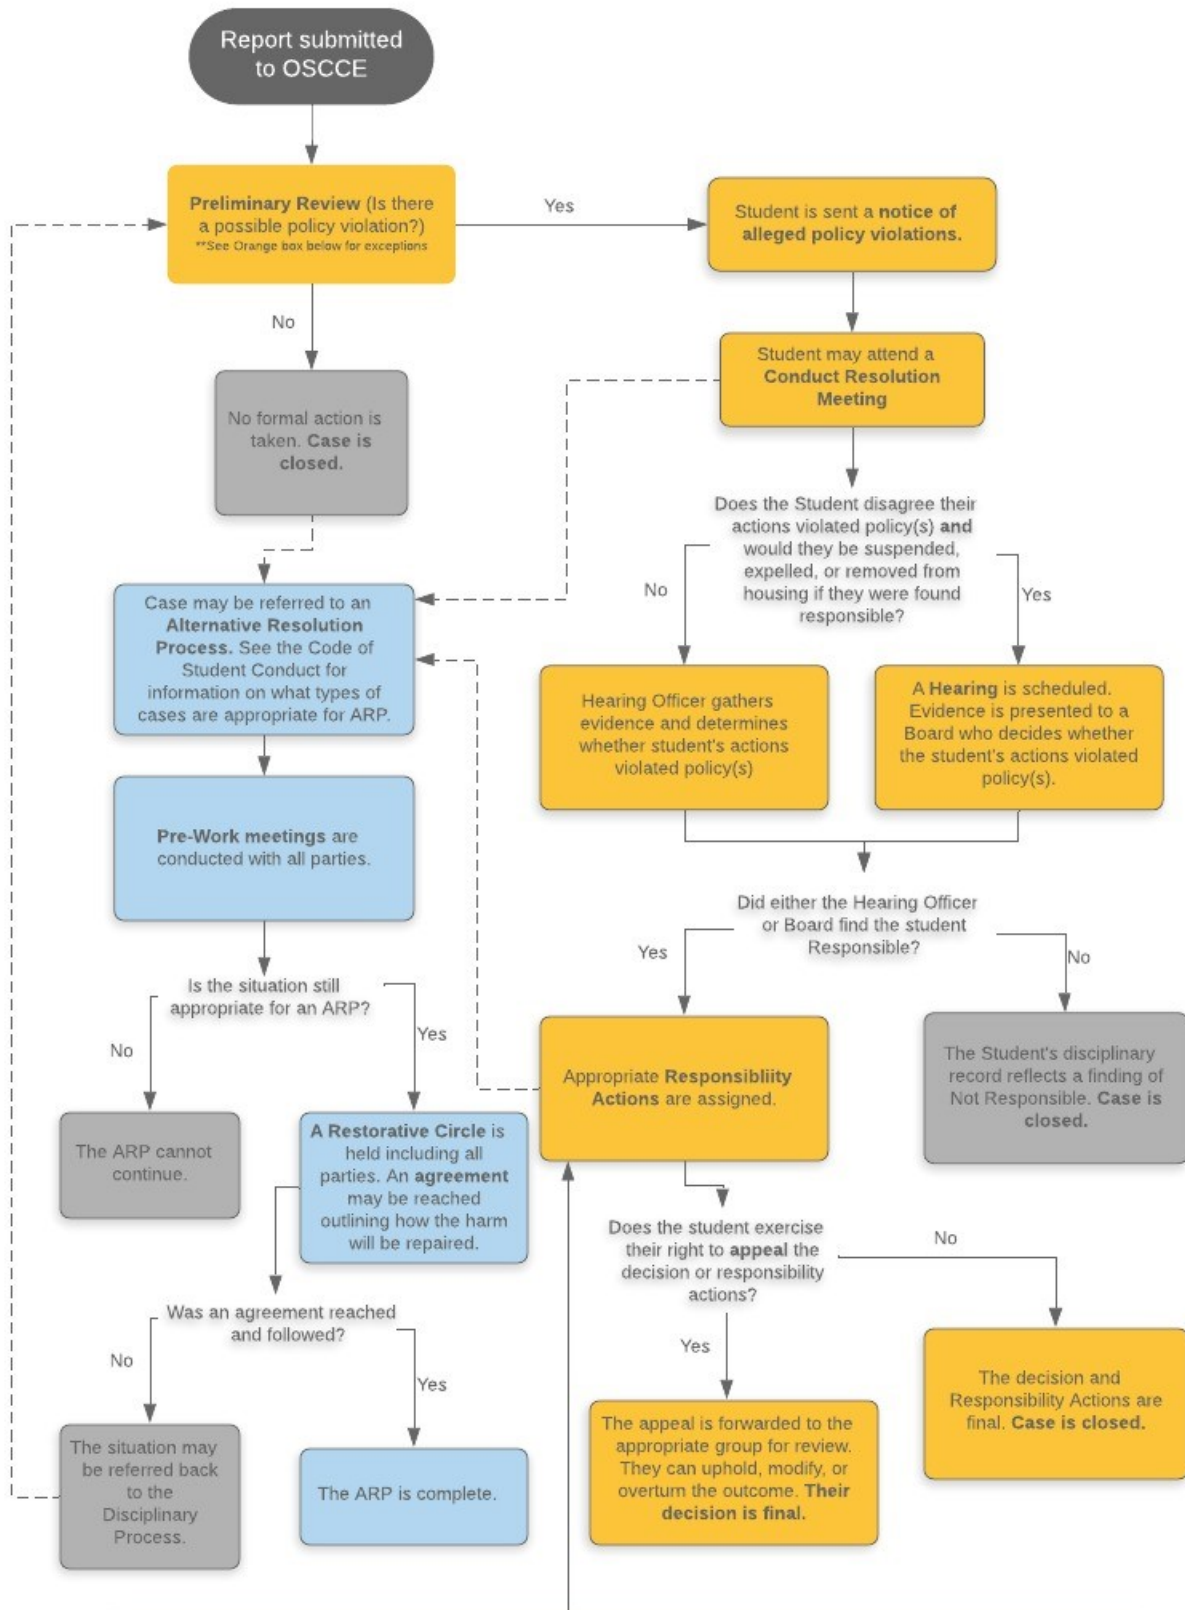 Report submitted
to OSCCE
Preliminary Review (Is there
a possible policy violation?)
**See Orange box below for exceptions
Yes
Student is sent a notice of
alleged policy violations.
No
Student may attend a
Conduct Resolution
Meeting
No formal action is
taken. Case is
closed.
Does the Student disagree their
actions violated policy(s) and
would they be suspended,
expelled, or removed from
housing if they were found
responsible?
No
Yes
Case may be referred to an
Alternative Resolution
Process. See the Code of
Student Conduct for
information on what types of
cases are appropriate for ARP.
Hearing Officer gathers
evidence and determines
whether student's actions
violated policy(s)
A Hearing is scheduled.
Evidence is presented to a
Board who decides whether
the student's actions violated
policy(s).
Pre-Work meetings are
conducted with all parties.
Did either the Hearing Officer
or Board find the student
Responsible?
Yes
No
Is the situation still
appropriate for an ARP?
No
Yes
Appropriate Responsibliity
Actions are assigned.
The Student's disciplinary
record reflects a finding of
Not Responsible. Case is
closed.
The ARP cannot
continue.
A Restorative Circle is
held including all
parties. An agreement
may be reached
outlining how the harm
will be repaired.
Does the student exercise
their right to appeal the
decision or responsibility
actions?
No
Yes
Was an agreement reached
and followed?
No
Yes
The decision and
Responsibility Actions are
final. Case is closed.
The appeal is forwarded to the
appropriate group for review.
They can uphold, modify, or
overturn the outcome. Their
decision is final.
The situation may
be referred back
to the
Disciplinary
Process.
The ARP is complete.